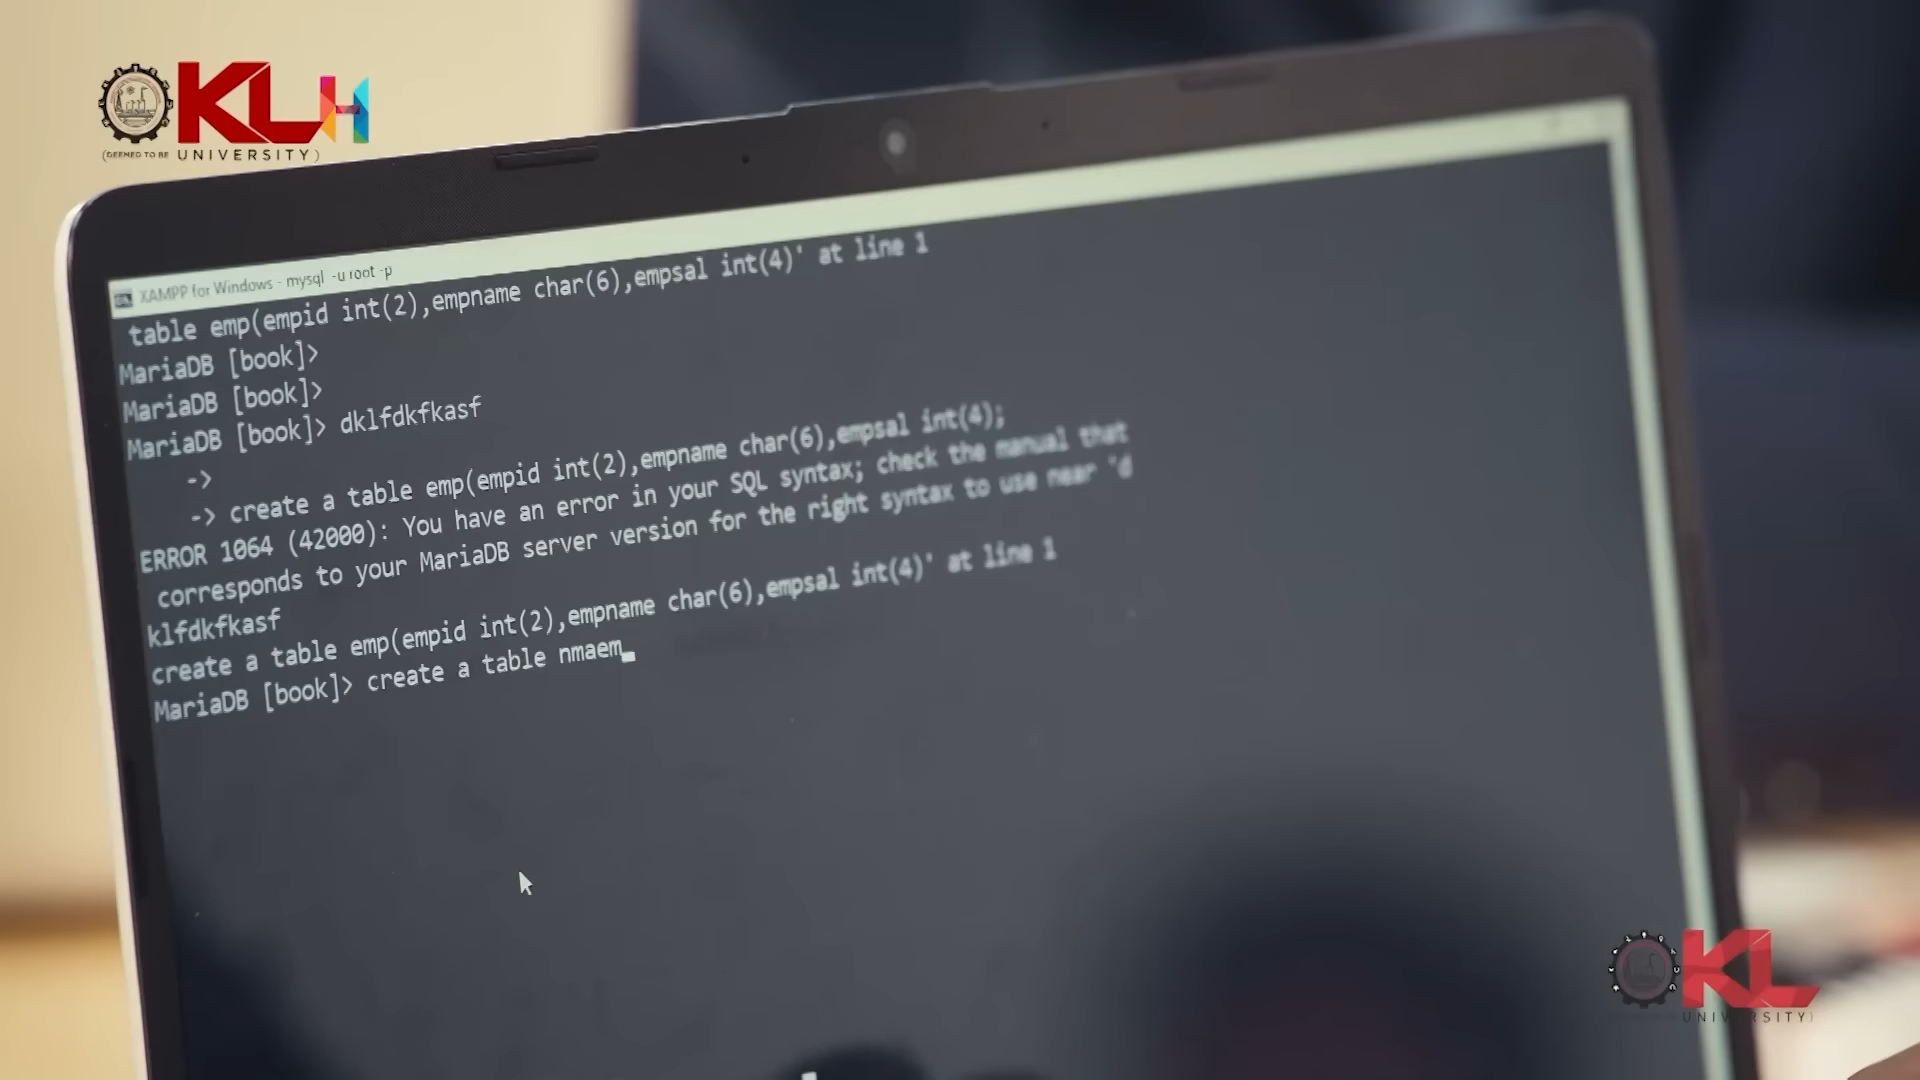 KLH
(DEEMED TO BE UNIVERSITY)
XAMPP for Windows - mysql -u root -p
table emp(empid int(2),empname char(6),empsal int(4)' at line 1
MariaDB [book]>
MariaDB [book]>
MariaDB [book]> dklfdkfkasf
->
-> create a table emp(empid int(2),empname char(6),empsal int(4);
ERROR 1064 (42000): You have an error in your SQL syntax; check the manual that
corresponds to your MariaDB server version for the right syntax to use near 'd
klfdkfkasf
create a table emp(empid int(2),empname char(6),empsal int(4)' at line 1
MariaDB [book]> create a table nmaem
KL
UNIVERSITY)